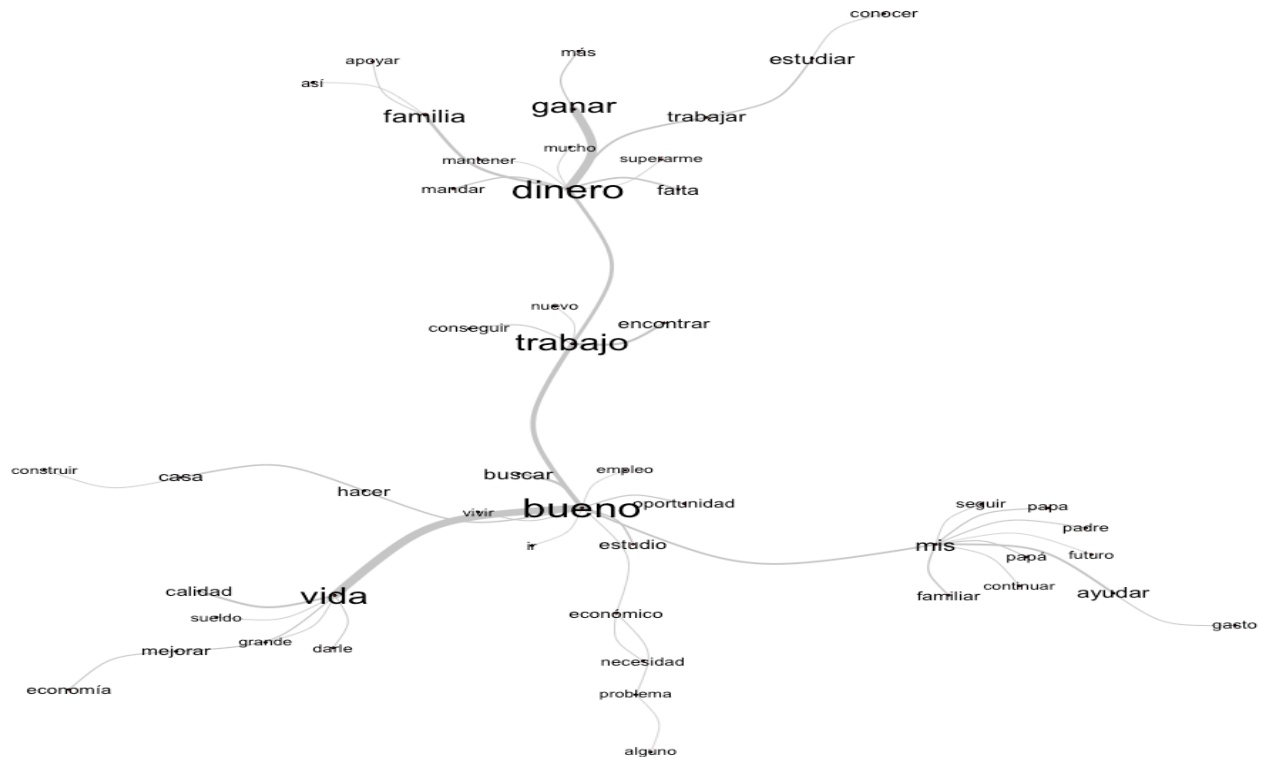 conocer
más
estudiar
apoyar
así
ganar
familia
trabajar
mucho
mantener
superarme
mandar
dinero
falta
nuevo
conseguir
encontrar
trabajo
construir
casa
buscar
empleo
hacer
vivir
bueno
oportunidad
seguir
papa
ir
estudio
mis
padre
papá
futuro
calidad
vida
familiar
continuar
ayudar
sueldo
económico
gasto
mejorar
grande
darle
necesidad
economía
problema
alguno